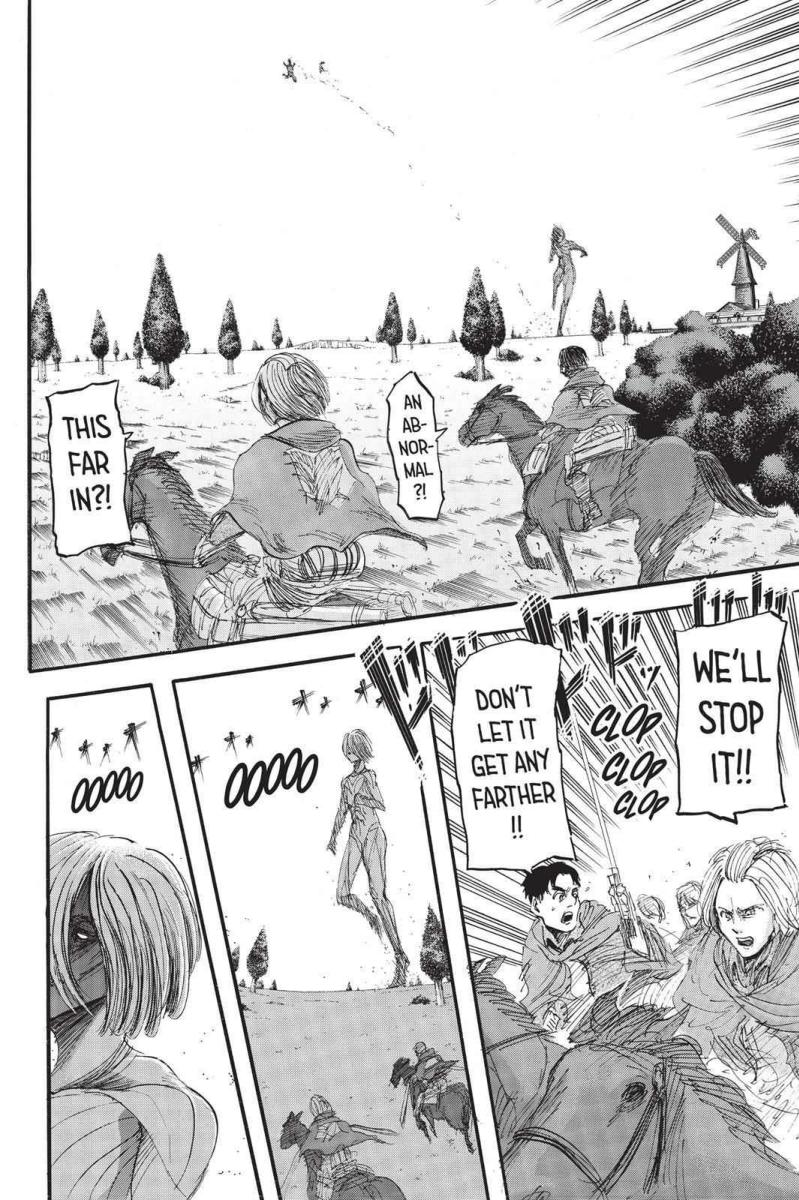 AN
AB-
NOR-
MAL
?!
THIS
FAR
IN?!
WE'LL
STOP
IT!!
CLOP
CLOP
CLOP
DON'T
LET IT
GET ANY
FARTHER
!!
OOOOO
OOOOO